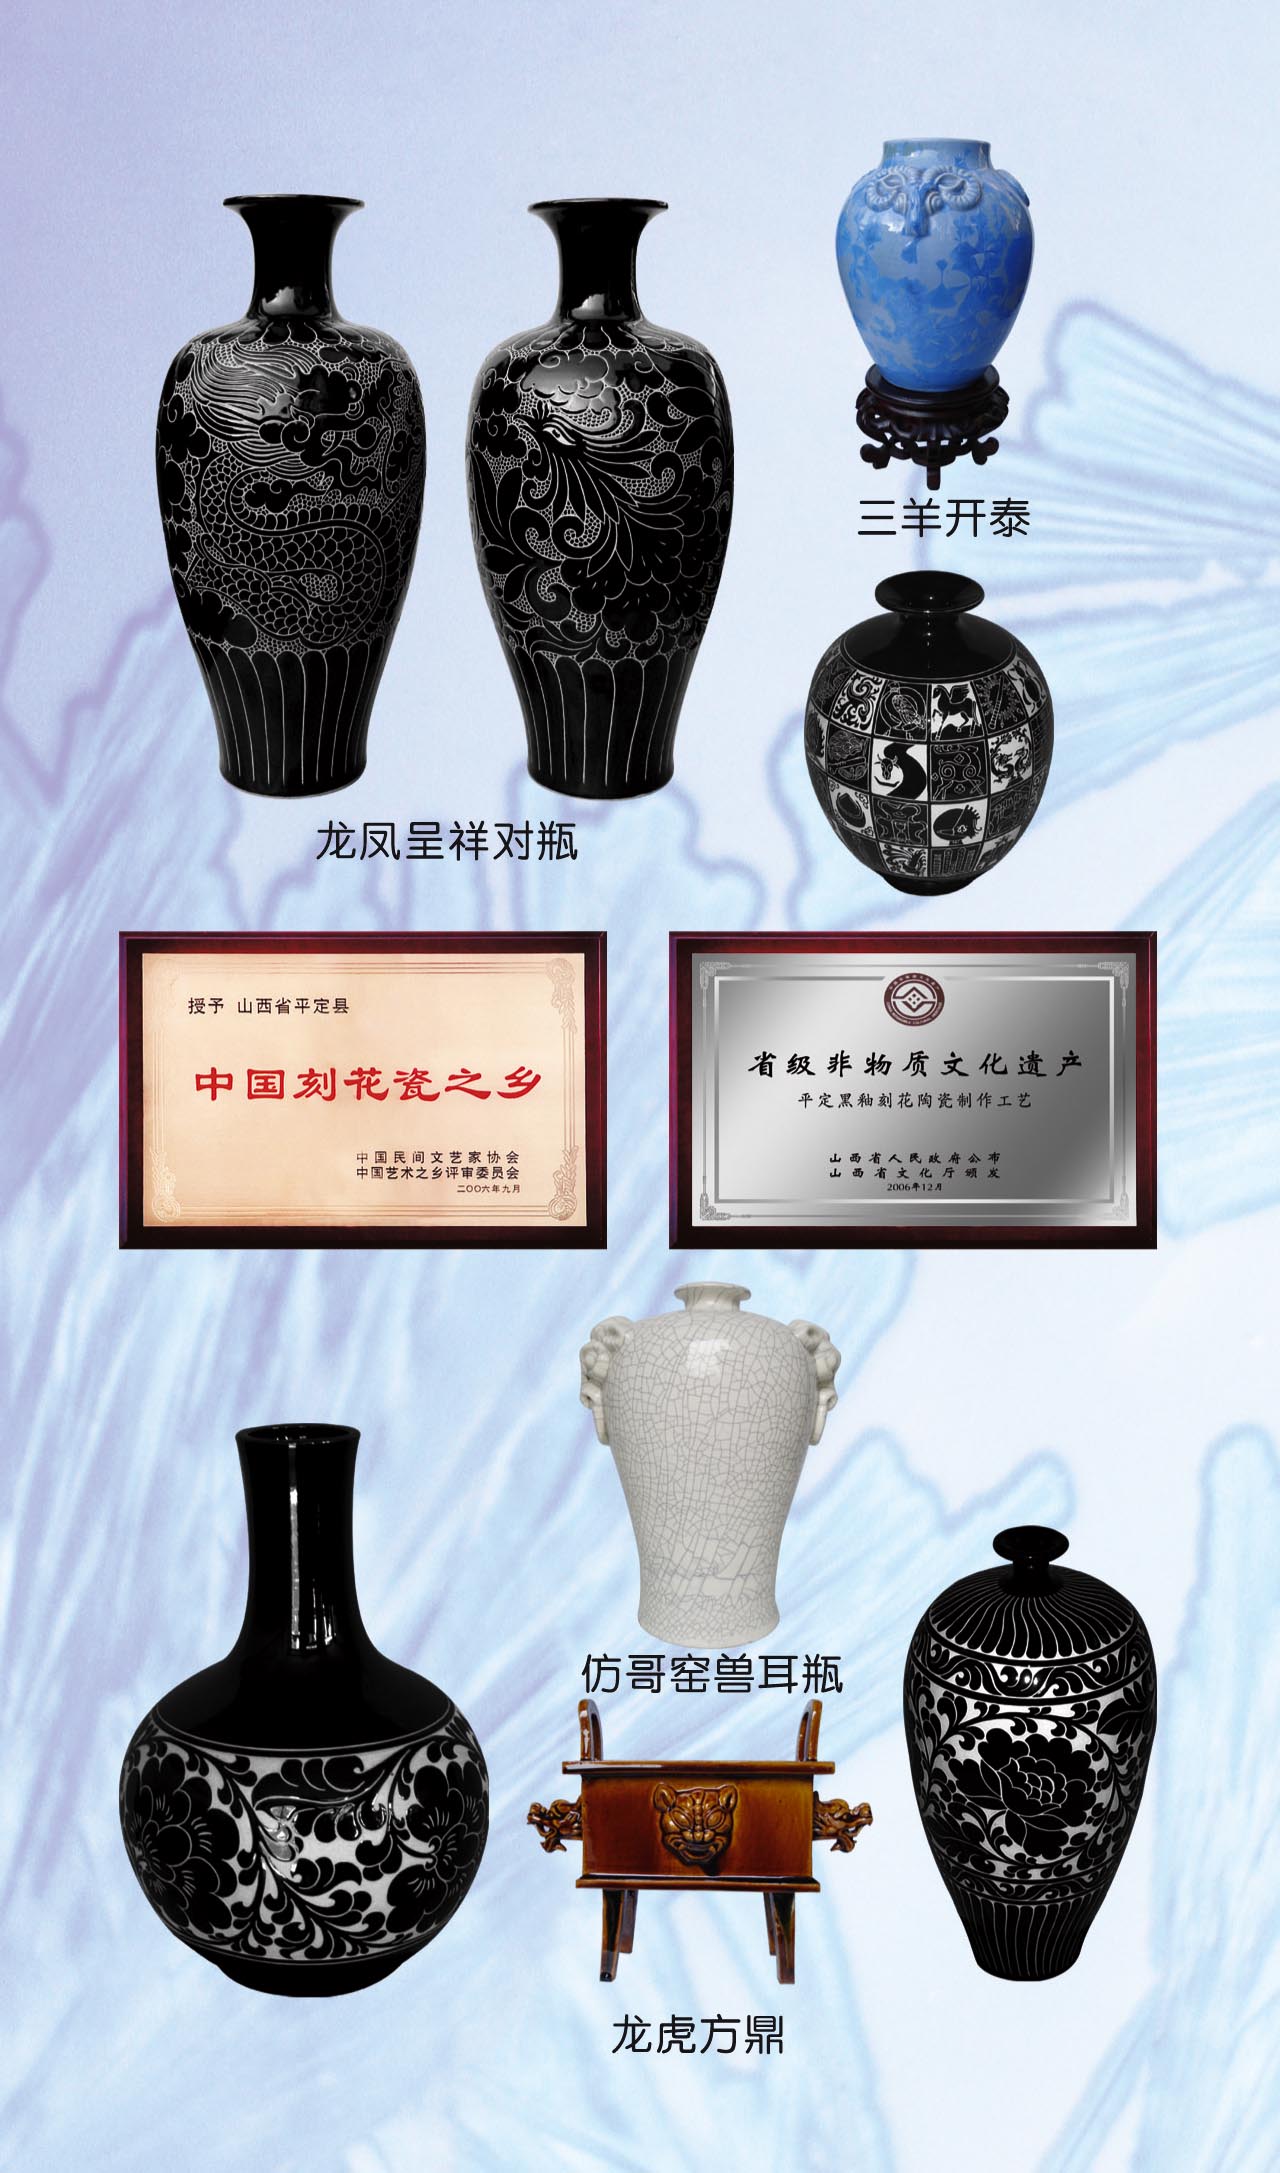 三羊开泰
龙凤呈祥对瓶
授予 山西省平定县
中国刻花瓷之乡
中国民间文艺家协会
中国艺术之乡评审委员会
二〇〇六年九月
省级非物质文化遗产
平定黑釉刻花陶瓷制作工艺
山西省人民政府公布
山西省文化厅颁发
2006年12月
仿哥窑兽耳瓶
龙虎方鼎